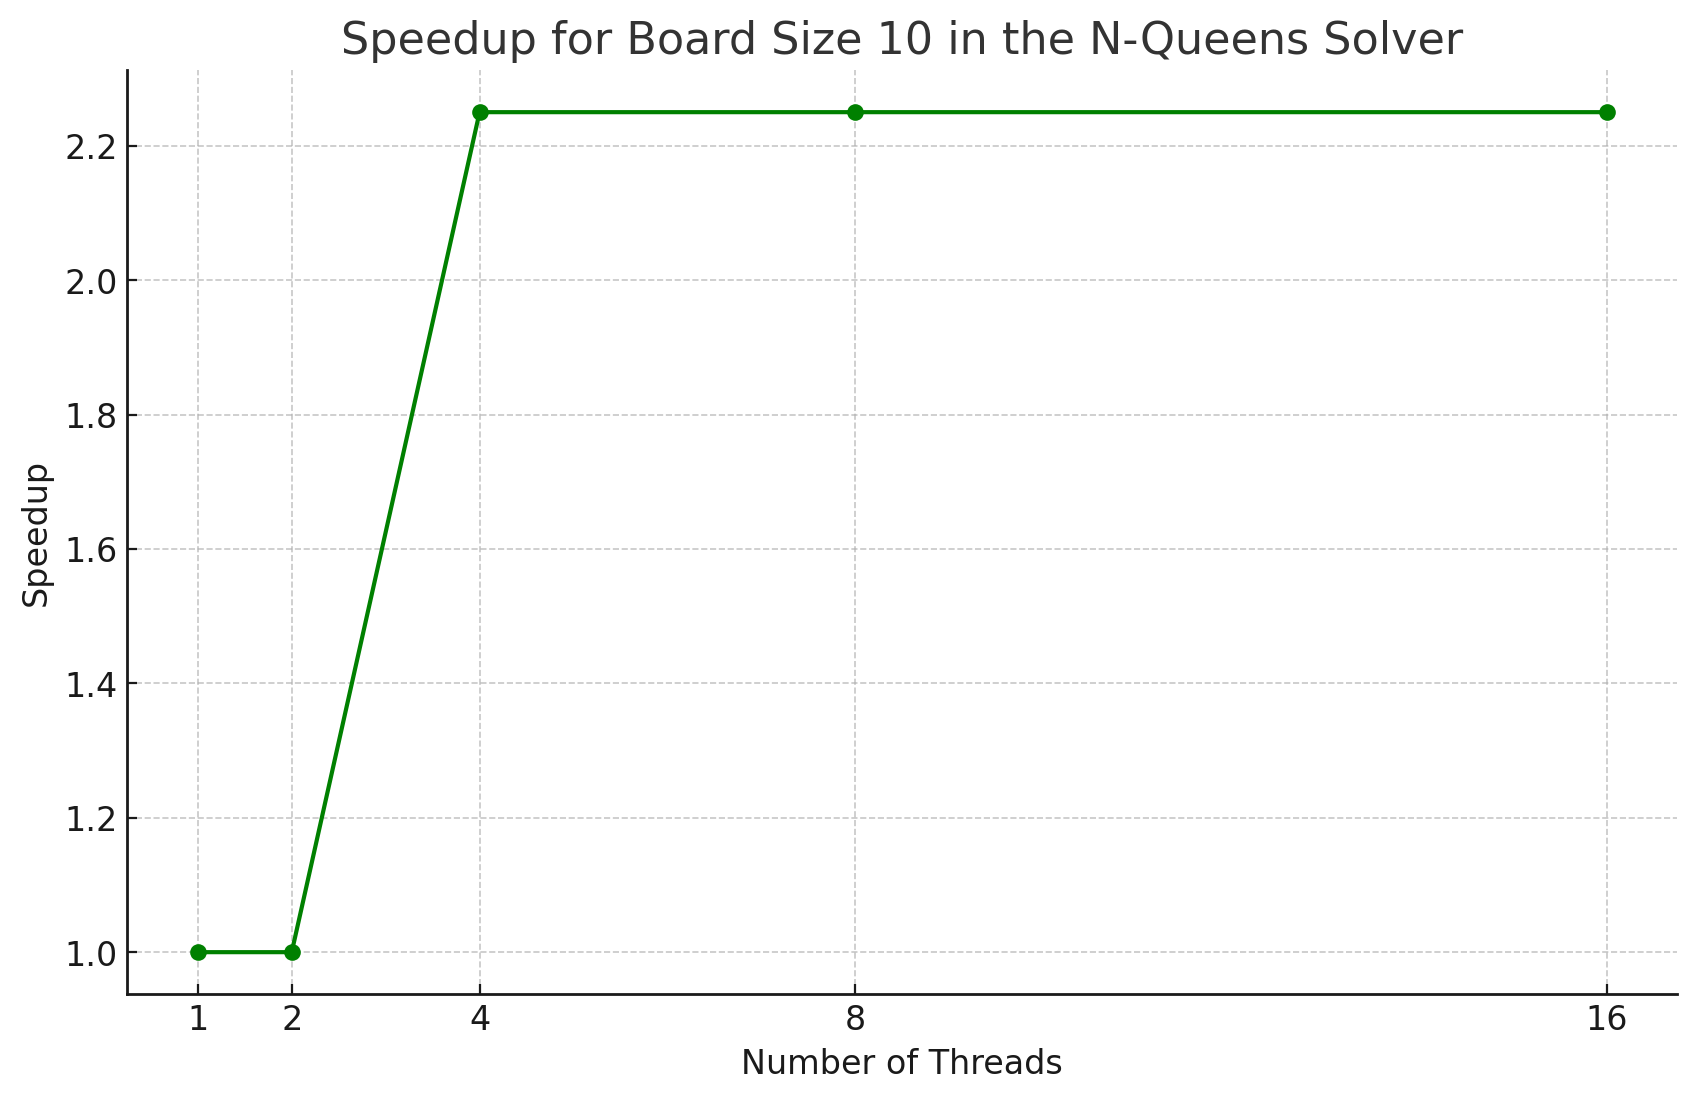 Speedup for Board Size 10 in the N-Queens Solver
2.2
2.0
1.8
1.6
1.4
1.2
1.0
Speedup
1 2 4 8 16
Number of Threads